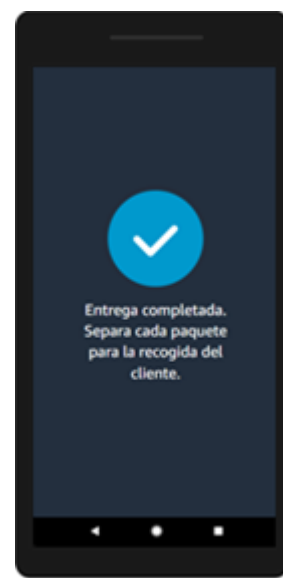 Entrega completada.
Separa cada paquete
para la recogida del
cliente.